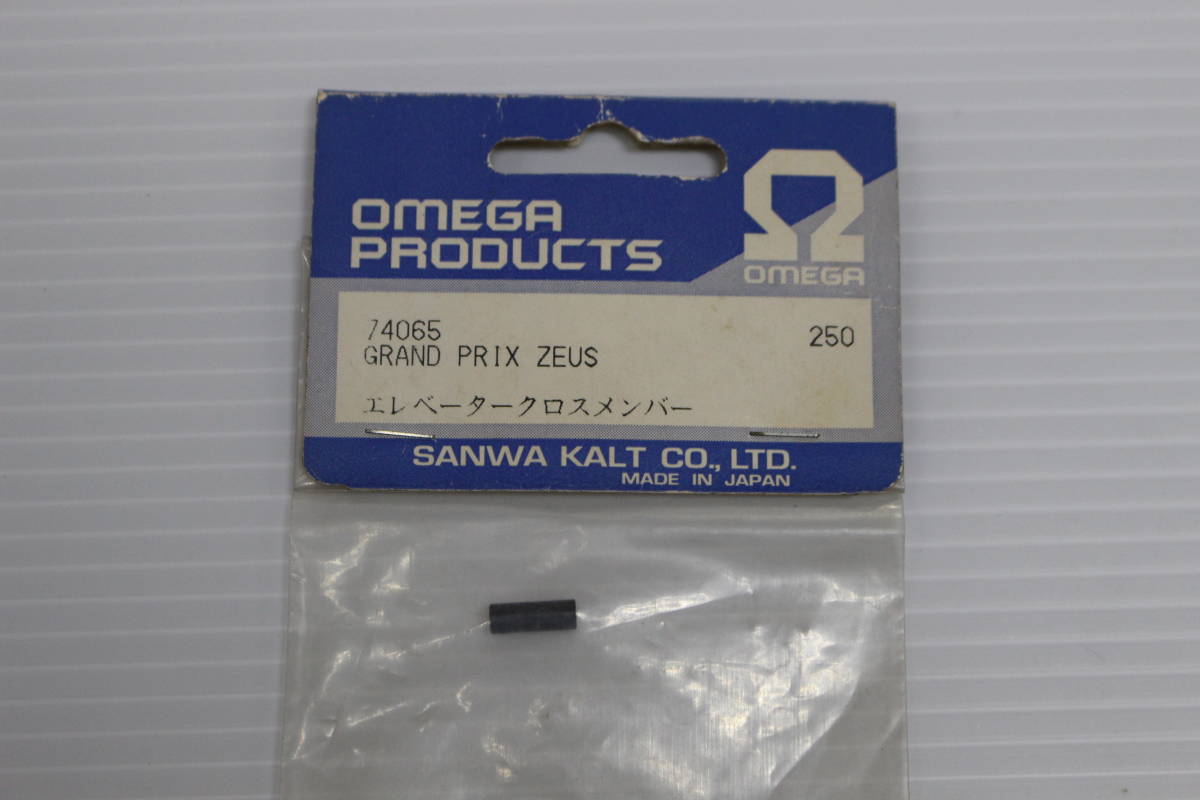 OMEGA
PRODUCTS
Ω
OMEGA
74065 250
GRAND PRIX ZEUS
エレベータークロスメンバー
SANWA KALT CO., LTD.
MADE IN JAPAN